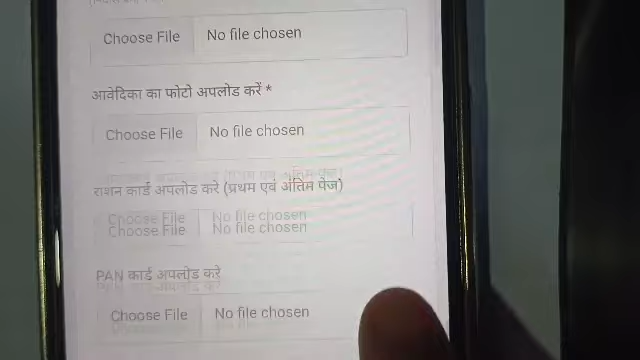 Choose File No file chosen
आवेदिका का फोटो अपलोड करें *
Choose File No file chosen
राशन कार्ड अपलोड करे (प्रथम एवं अंतिम पेज)
Choose File No file chosen
PAN कार्ड अपलोड करें
Choose File No file chosen